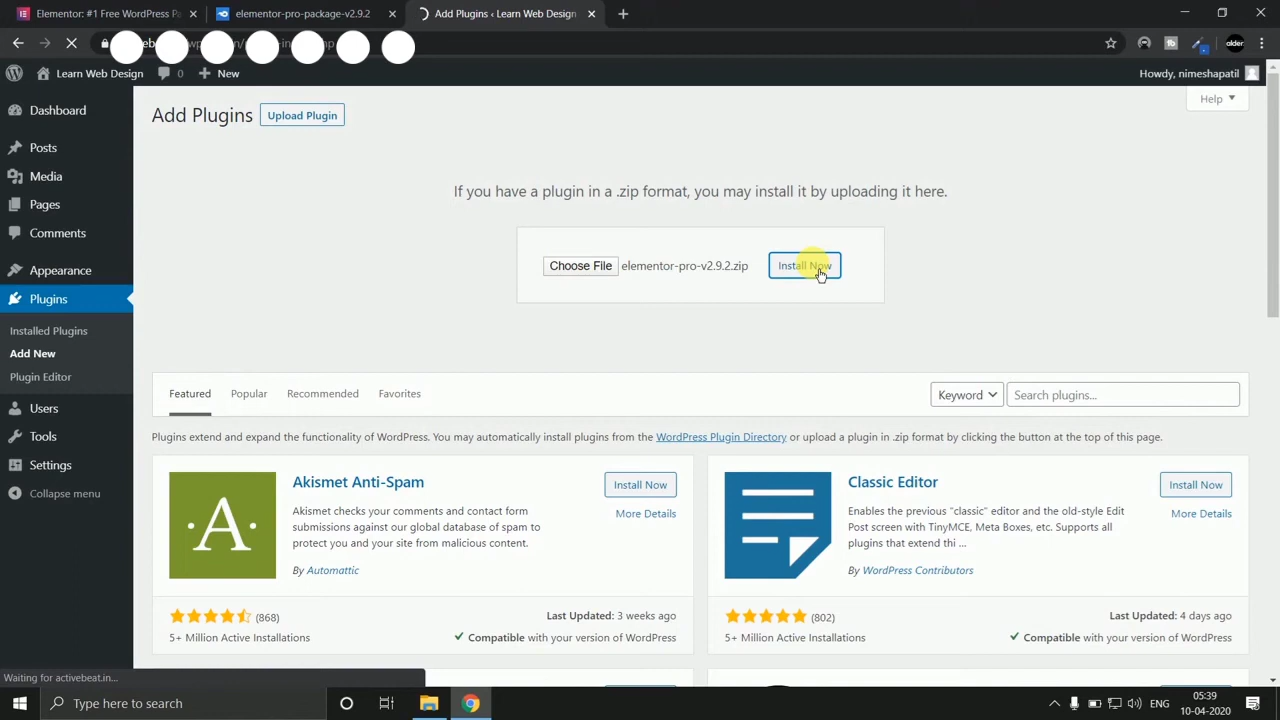 Elementor: #1 Free WordPress P
elementor-pro-package-v2.9.2
Add Plugins ‹ Learn Web Design
Learn Web Design
0
New
Howdy, nimeshapatil
Dashboard
Posts
Media
Pages
Comments
Appearance
Plugins
Installed Plugins
Add New
Plugin Editor
Users
Tools
Settings
Collapse menu
Add Plugins
Upload Plugin
Help
If you have a plugin in a .zip format, you may install it by uploading it here.
Choose File elementor-pro-v2.9.2.zip
Install Now
Featured
Popular
Recommended
Favorites
Keyword
Search plugins...
Plugins extend and expand the functionality of WordPress. You may automatically install plugins from the WordPress Plugin Directory or upload a plugin in .zip format by clicking the button at the top of this page.
A
Akismet Anti-Spam
Install Now
More Details
Akismet checks your comments and contact form
submissions against our global database of spam to
protect you and your site from malicious content.
By Automattic
(868)
5+ Million Active Installations
Last Updated: 3 weeks ago
Compatible with your version of WordPress
Classic Editor
Install Now
More Details
Enables the previous "classic" editor and the old-style Edit
Post screen with TinyMCE, Meta Boxes, etc. Supports all
plugins that extend thi ...
By WordPress Contributors
(802)
5+ Million Active Installations
Last Updated: 4 days ago
Compatible with your version of WordPress
Waiting for activebeat.in...
Type here to search
ENG
05:39
10-04-2020